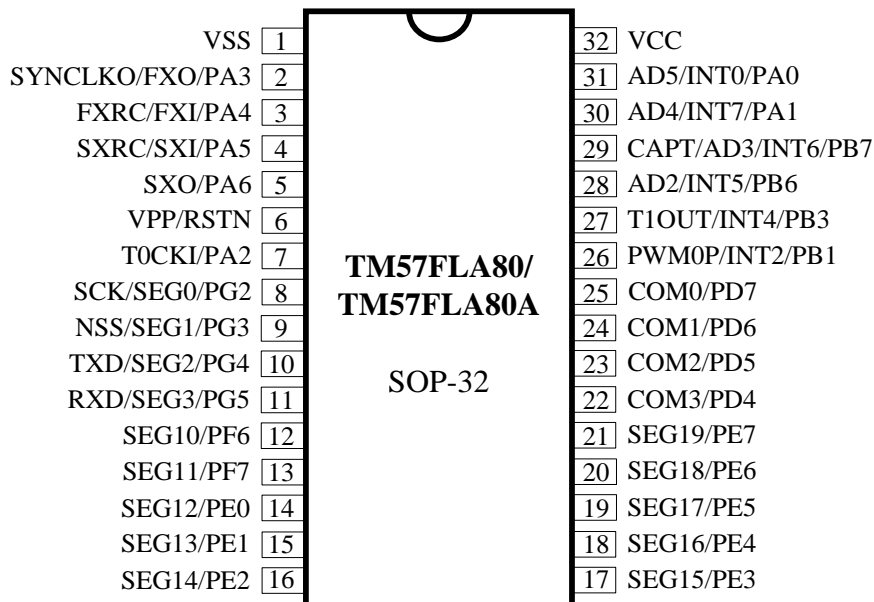 VSS 1 32 VCC
SYNCLKO/FXO/PA3 2 31 AD5/INT0/PA0
FXRC/FXI/PA4 3 30 AD4/INT7/PA1
SXRC/SXI/PA5 4 29 CAPT/AD3/INT6/PB7
SXO/PA6 5 28 AD2/INT5/PB6
VPP/RSTN 6 27 T1OUT/INT4/PB3
T0CKI/PA2 7 26 PWM0P/INT2/PB1
SCK/SEG0/PG2 8 25 COM0/PD7
NSS/SEG1/PG3 9 24 COM1/PD6
TXD/SEG2/PG4 10 23 COM2/PD5
RXD/SEG3/PG5 11 22 COM3/PD4
SEG10/PF6 12 21 SEG19/PE7
SEG11/PF7 13 20 SEG18/PE6
SEG12/PE0 14 19 SEG17/PE5
SEG13/PE1 15 18 SEG16/PE4
SEG14/PE2 16 17 SEG15/PE3
TM57FLA80/
TM57FLA80A
SOP-32